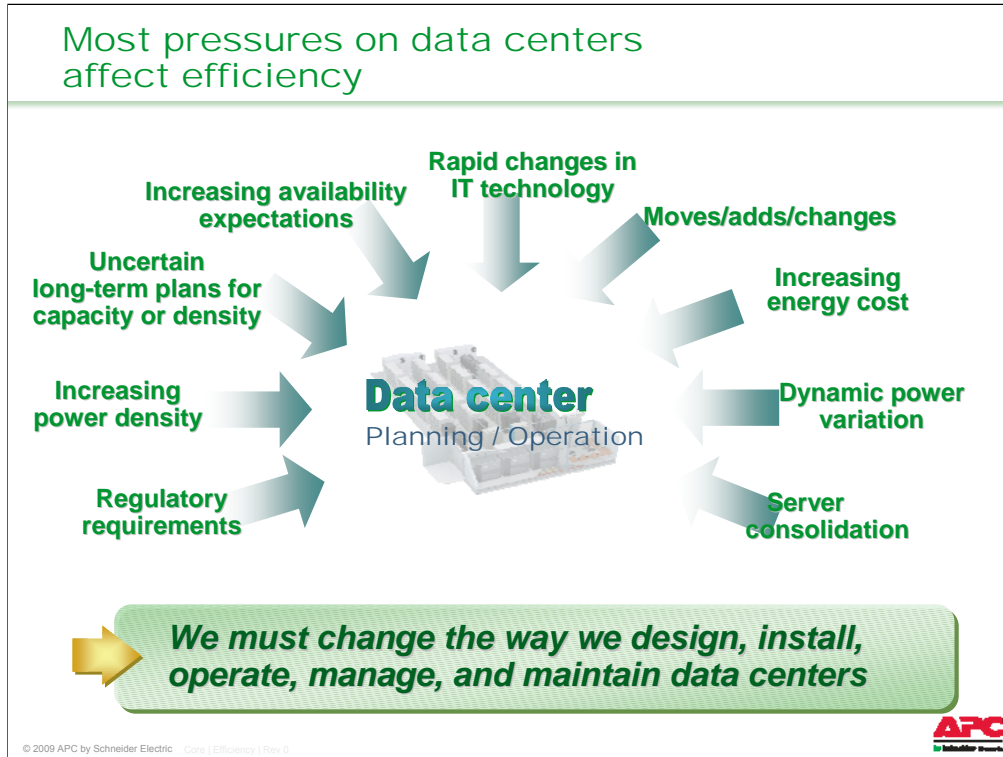 Most pressures on data centers
affect efficiency
Rapid changes in
IT technology
Increasing availability
expectations
Moves/adds/changes
Uncertain
long-term plans for
capacity or density
Increasing
energy cost
Increasing
power density
Data center
Planning / Operation
Dynamic power
variation
Regulatory
requirements
Server
consolidation
We must change the way we design, install,
operate, manage, and maintain data centers
© 2009 APC by Schneider Electric Core | Efficiency | Rev 0
APC
by Schneider Electric